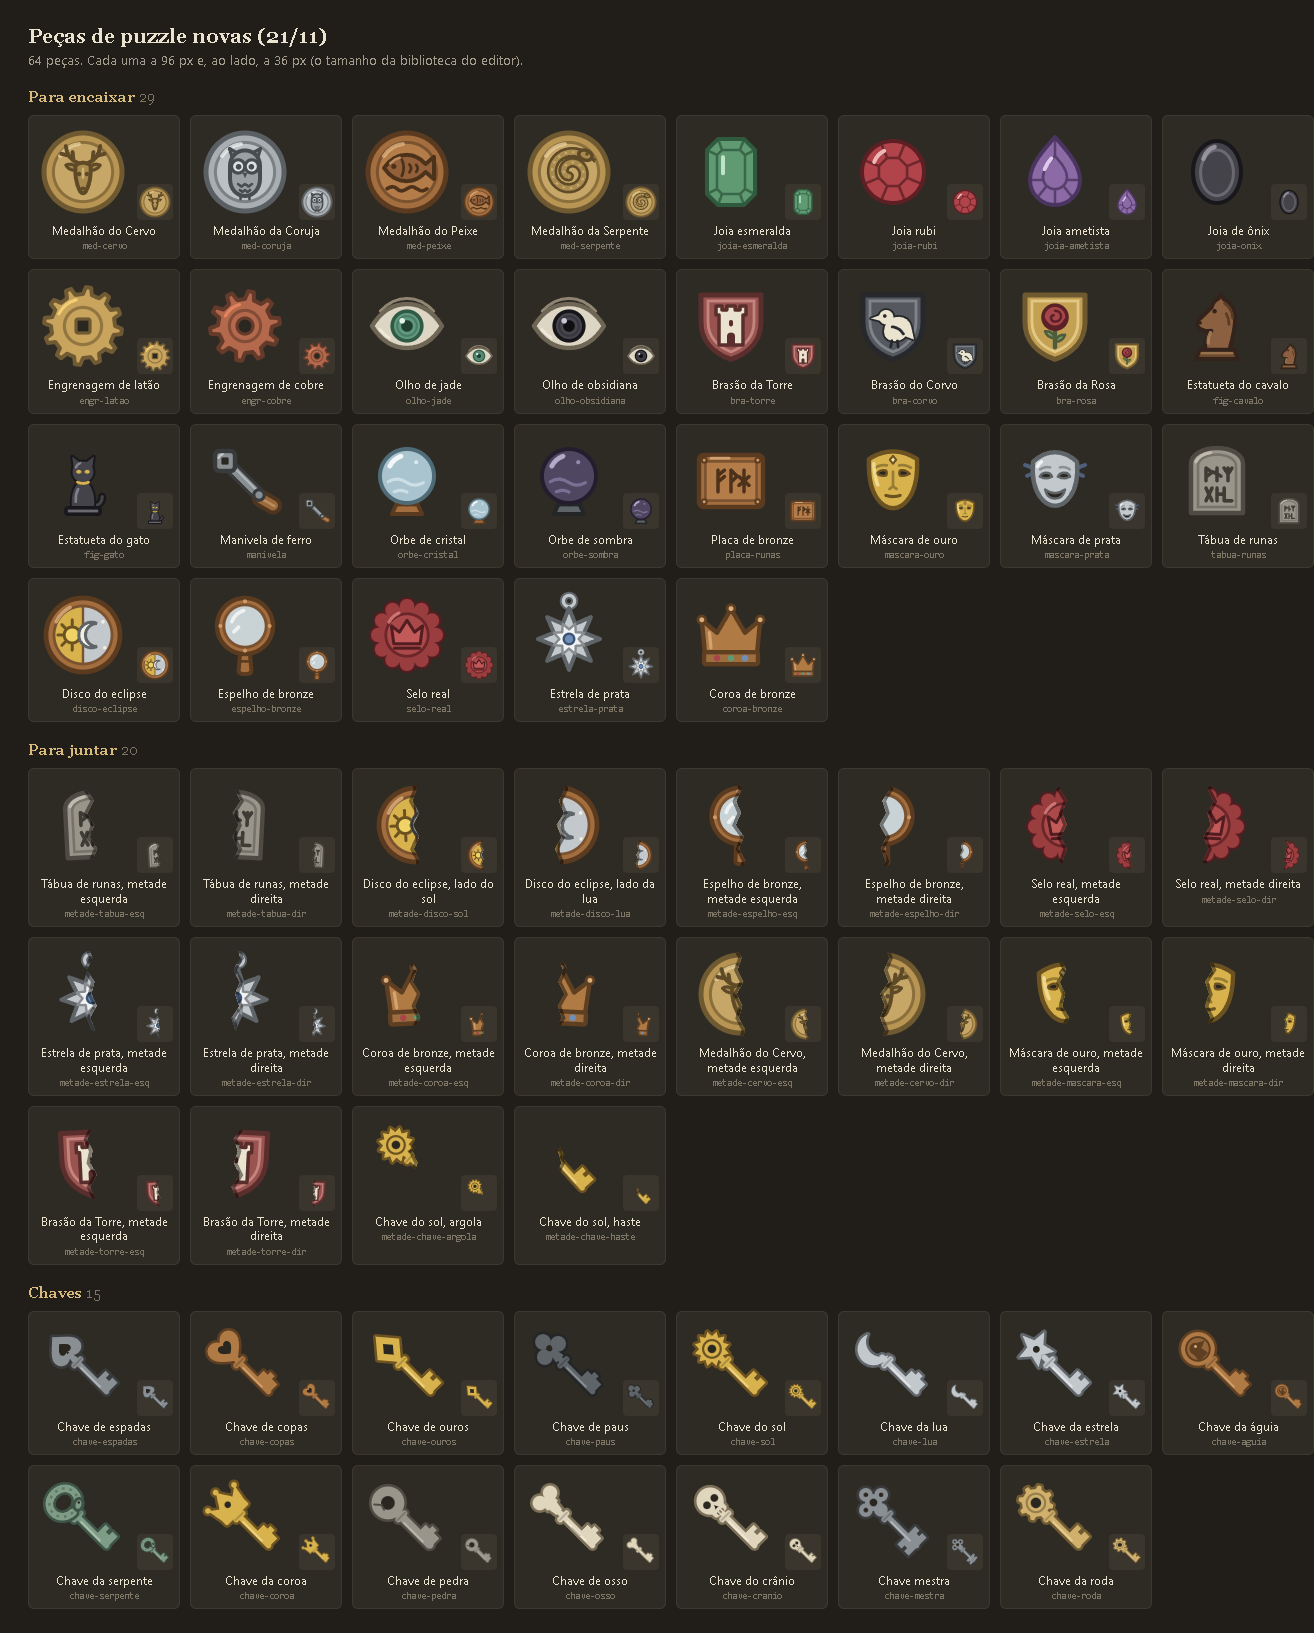 Peças de puzzle novas (21/11)
64 peças. Cada uma a 96 px e, ao lado, a 36 px (o tamanho da biblioteca do editor).
Para encaixar 29
Medalhão do Cervo
med-cervo
Medalhão da Coruja
med-coruja
Medalhão do Peixe
med-peixe
Medalhão da Serpente
med-serpente
Joia esmeralda
joia-esmeralda
Joia rubi
joia-rubi
Joia ametista
joia-ametista
Joia de ônix
joia-onix
Engrenagem de latão
engr-latao
Engrenagem de cobre
engr-cobre
Olho de jade
olho-jade
Olho de obsidiana
olho-obsidiana
Brasão da Torre
bra-torre
Brasão do Corvo
bra-corvo
Brasão da Rosa
bra-rosa
Estatueta do cavalo
fig-cavalo
Estatueta do gato
fig-gato
Manivela de ferro
manivela
Orbe de cristal
orbe-cristal
Orbe de sombra
orbe-sombra
Placa de bronze
placa-runas
Máscara de ouro
mascara-ouro
Máscara de prata
mascara-prata
Tábua de runas
tabua-runas
Disco do eclipse
disco-eclipse
Espelho de bronze
espelho-bronze
Selo real
selo-real
Estrela de prata
estrela-prata
Coroa de bronze
coroa-bronze
Para juntar 20
Tábua de runas, metade
esquerda
metade-tabua-esq
Tábua de runas, metade
direita
metade-tabua-dir
Disco do eclipse, lado do
sol
metade-disco-sol
Disco do eclipse, lado da
lua
metade-disco-lua
Espelho de bronze,
metade esquerda
metade-espelho-esq
Espelho de bronze,
metade direita
metade-espelho-dir
Selo real, metade
esquerda
metade-selo-esq
Selo real, metade direita
metade-selo-dir
Estrela de prata, metade
esquerda
metade-estrela-esq
Estrela de prata, metade
direita
metade-estrela-dir
Coroa de bronze, metade
esquerda
metade-coroa-esq
Coroa de bronze, metade
direita
metade-coroa-dir
Medalhão do Cervo,
metade esquerda
metade-cervo-esq
Medalhão do Cervo,
metade direita
metade-cervo-dir
Máscara de ouro, metade
esquerda
metade-mascara-esq
Máscara de ouro, metade
direita
metade-mascara-dir
Brasão da Torre, metade
esquerda
metade-torre-esq
Brasão da Torre, metade
direita
metade-torre-dir
Chave do sol, argola
metade-chave-argola
Chave do sol, haste
metade-chave-haste
Chaves 15
Chave de espadas
chave-espadas
Chave de copas
chave-copas
Chave de ouros
chave-ouros
Chave de paus
chave-paus
Chave do sol
chave-sol
Chave da lua
chave-lua
Chave da estrela
chave-estrela
Chave da águia
chave-aguia
Chave da serpente
chave-serpente
Chave da coroa
chave-coroa
Chave de pedra
chave-pedra
Chave de osso
chave-osso
Chave do crânio
chave-cranio
Chave mestra
chave-mestra
Chave da roda
chave-roda